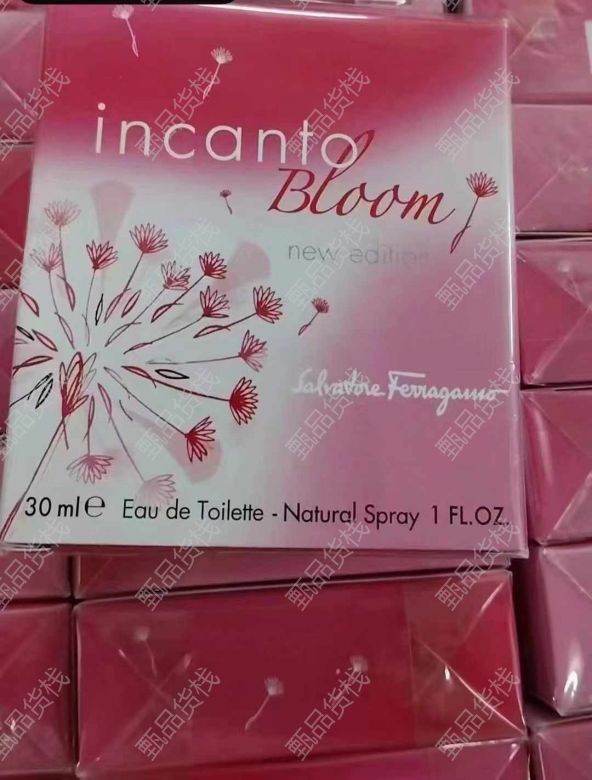 incanto
Bloom
new edition
Salvatore Ferragamo
30 ml e Eau de Toilette - Natural Spray 1 FL.OZ.
甄品货栈